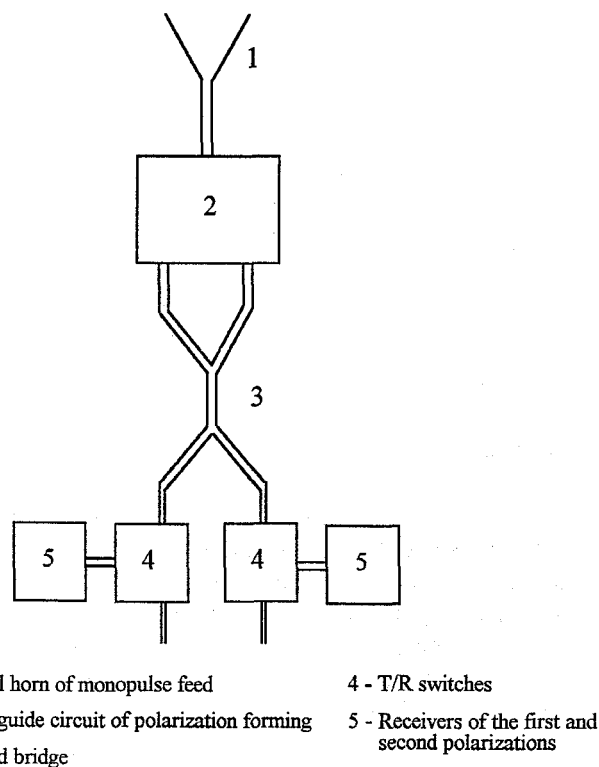 1
2
3
5
4
4
5
l horn of monopulse feed
guide circuit of polarization forming
d bridge
4 - T/R switches
5 - Receivers of the first and
second polarizations